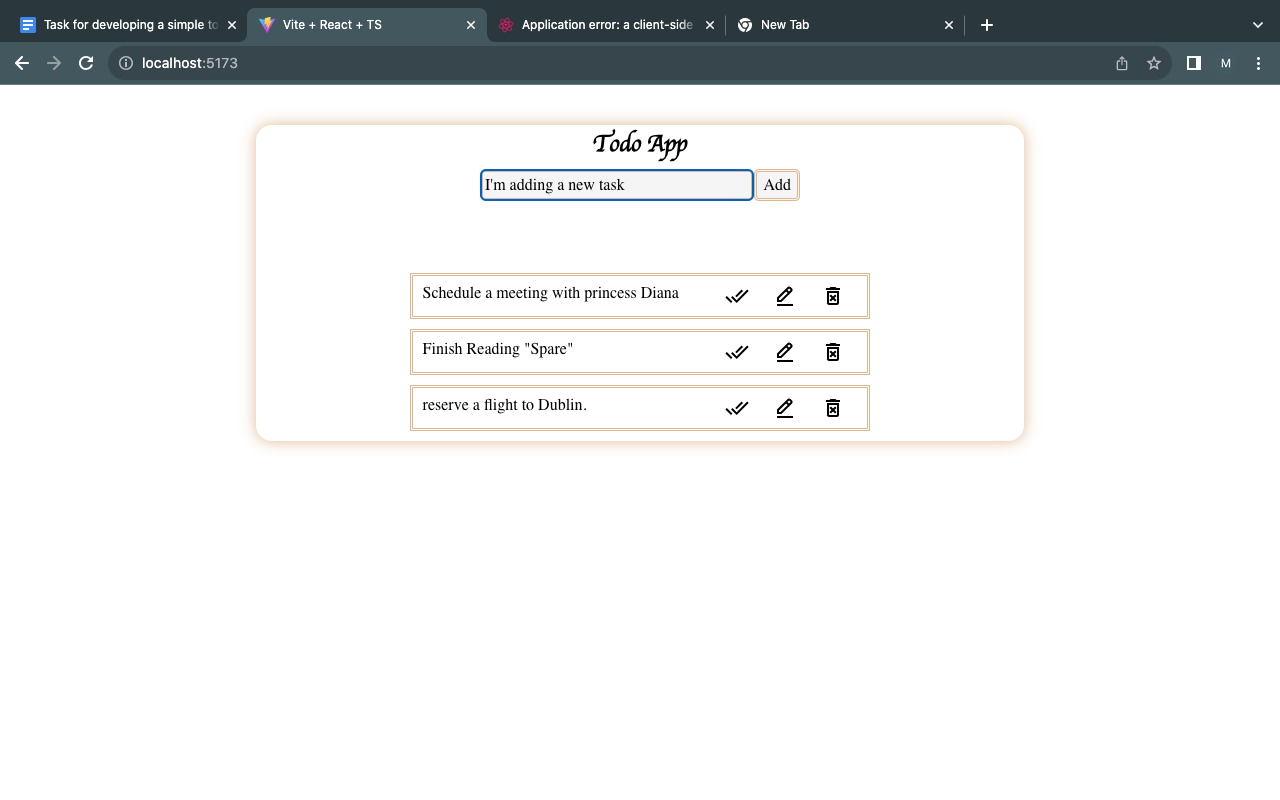 Task for developing a simple to
Vite + React + TS
Application error: a client-side
New Tab
localhost:5173
M
Todo App
I'm adding a new task
Add
Schedule a meeting with princess Diana
Finish Reading "Spare"
reserve a flight to Dublin.